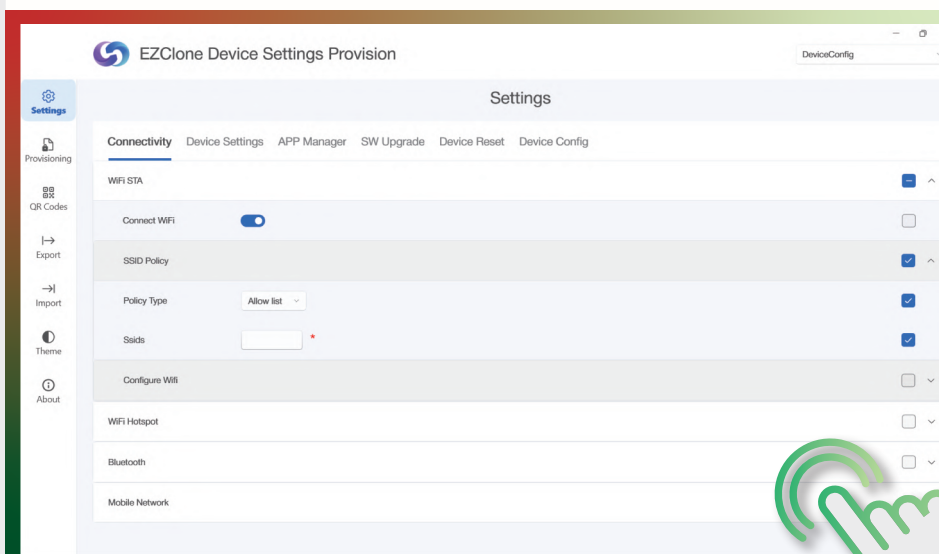 EZClone Device Settings Provision
DeviceConfig
Settings
Settings
Connectivity Device Settings APP Manager SW Upgrade Device Reset Device Config
Provisioning
WiFi STA
QR Codes
Connect WiFi
Export
SSID Policy
Import
Policy Type Allow list
Ssids *
Theme
Configure Wifi
About
WiFi Hotspot
Bluetooth
Mobile Network